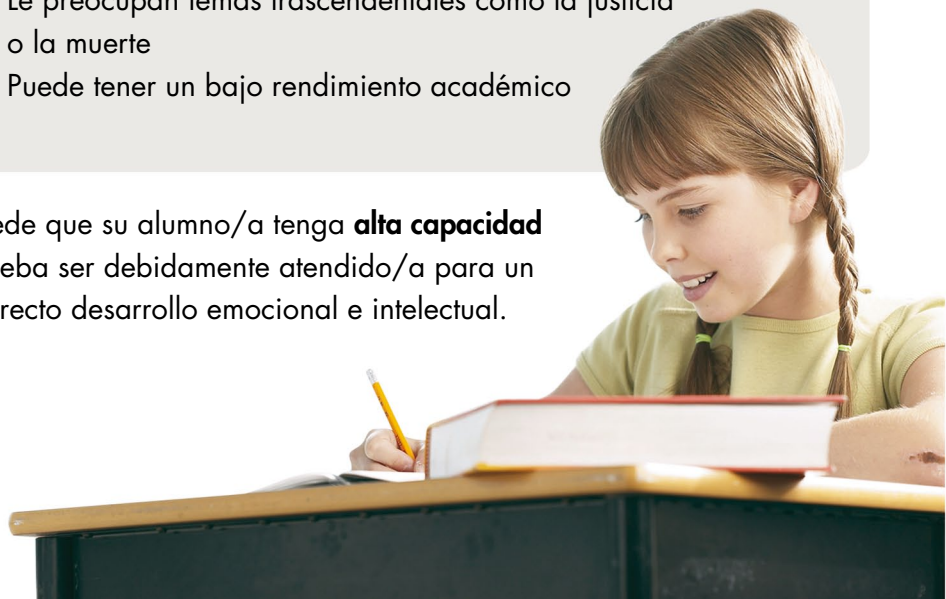 Le preocupan temas trascendentales como la justicia
o la muerte
Puede tener un bajo rendimiento académico
ede que su alumno/a tenga alta capacidad
eba ser debidamente atendido/a para un
recto desarrollo emocional e intelectual.